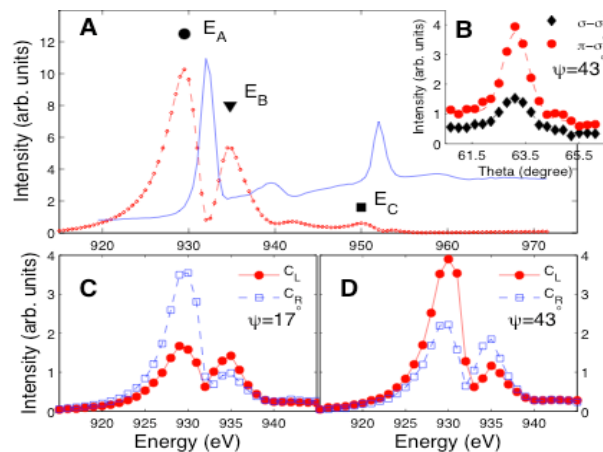 A
E_A
E_B
E_C
Intensity (arb. units)
12
10
8
6
4
2
0
920
930
940
950
960
970
B
σ−σ
π−σ
ψ=43°
Intensity (arb. units)
4
3
2
1
0
61.5
63.5
65.5
Theta (degree)
C
C_L
C_R
ψ=17°
Intensity (arb. units)
4
3
2
1
0
920
925
930
935
940
Energy (eV)
D
C_L
C_R
ψ=43°
4
3
2
1
0
920
925
930
935
940
Energy (eV)